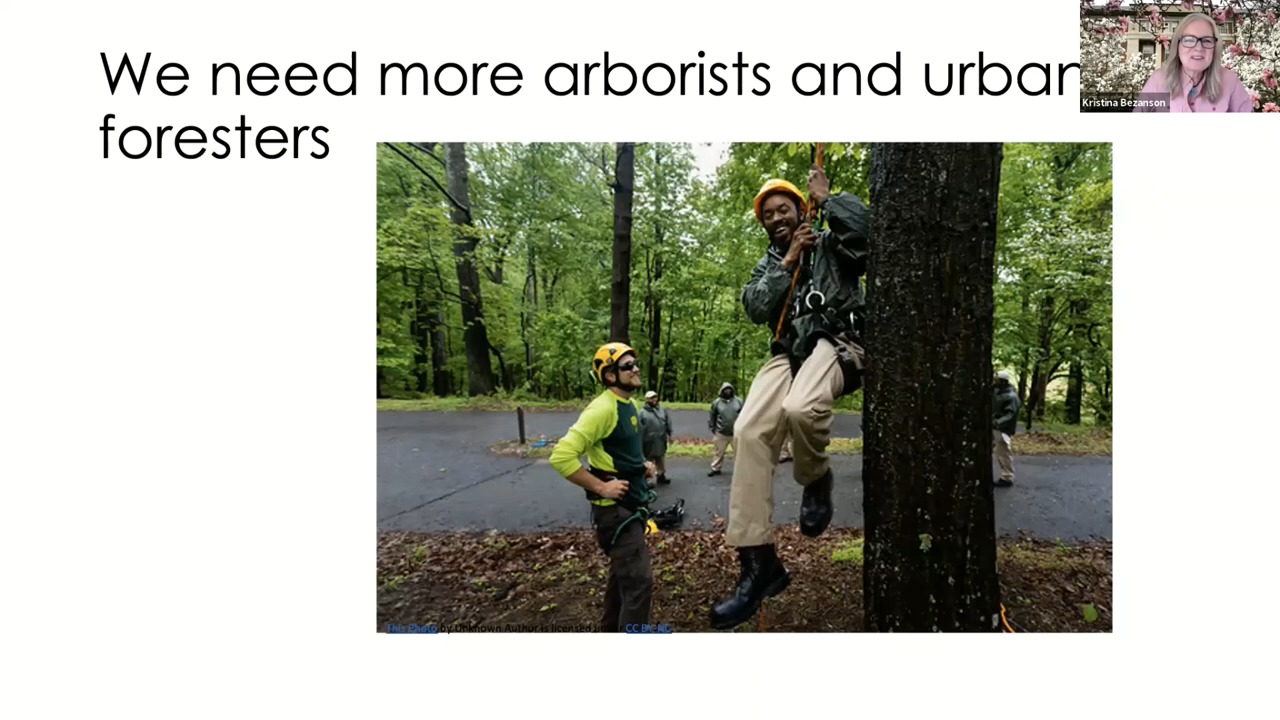 We need more arborists and urban
foresters
Kristina Bezanson
This Photo by Unknown Author is licensed under CC BY-NC